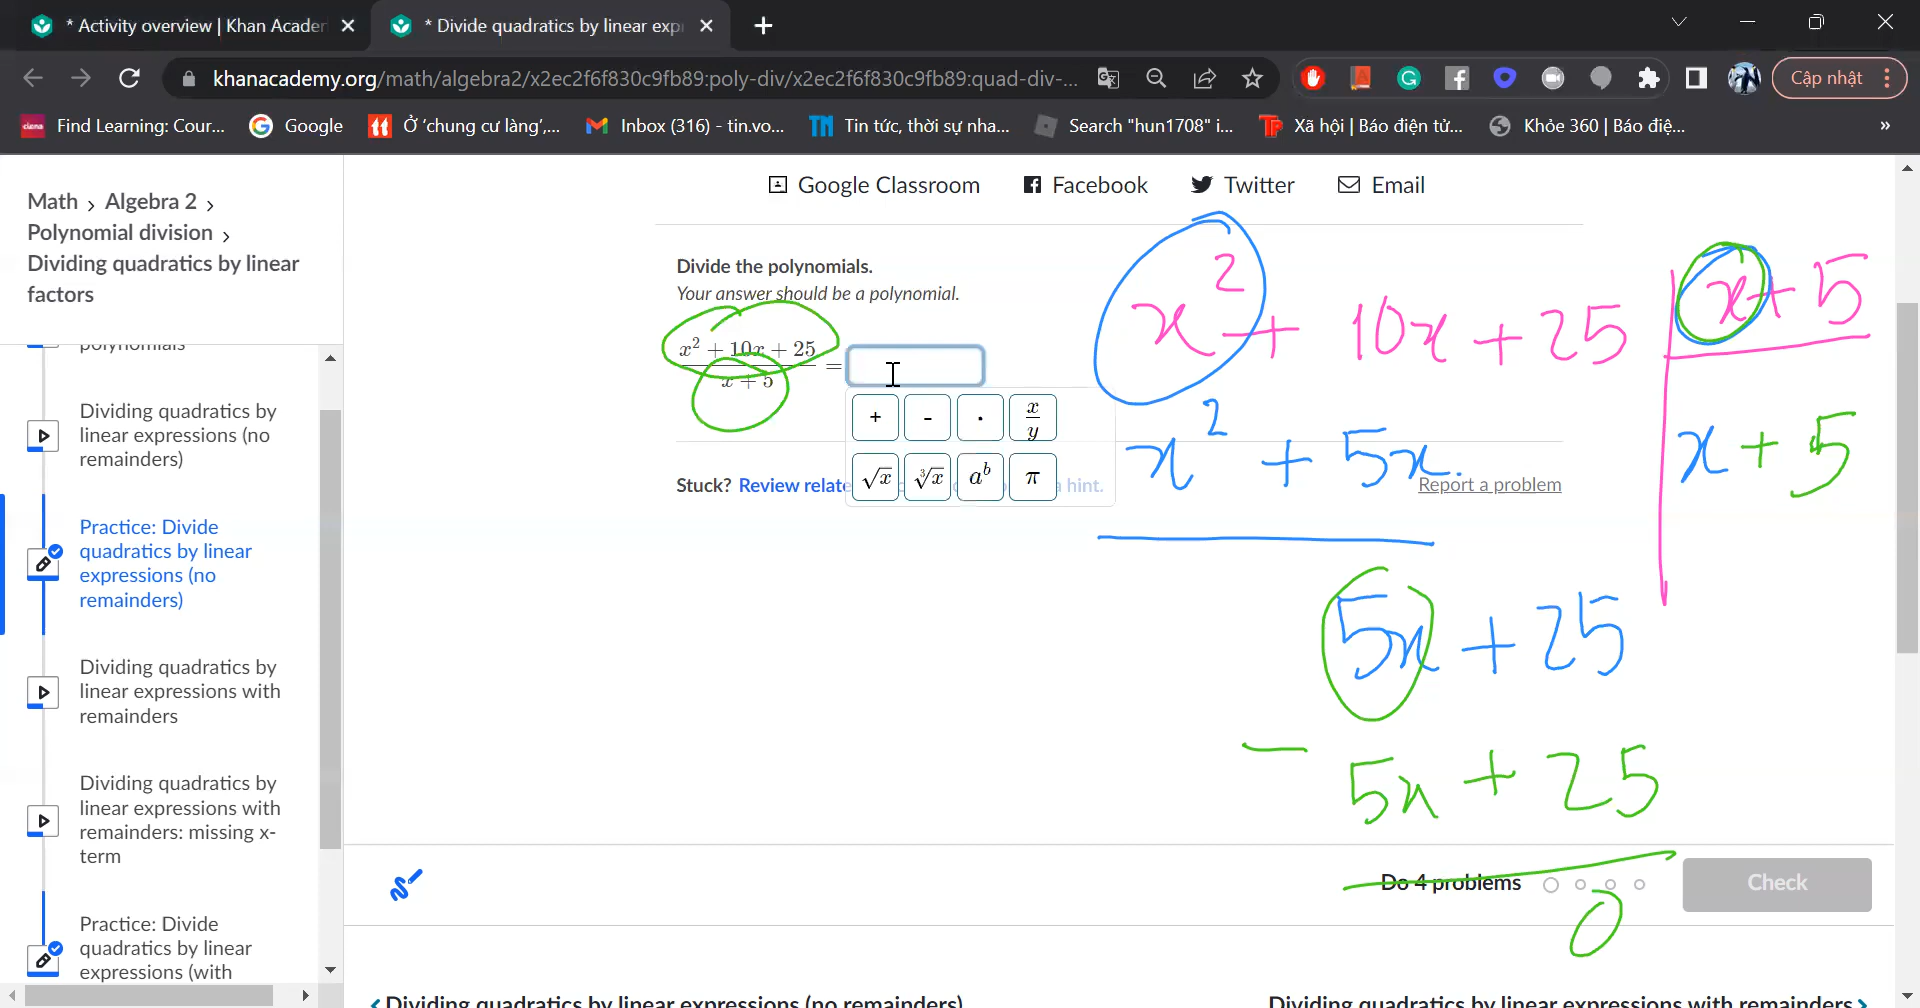 * Activity overview | Khan Acader
* Divide quadratics by linear exp
khanacademy.org/math/algebra2/x2ec2f6f830c9fb89:poly-div/x2ec2f6f830c9fb89:quad-div-...
Cập nhật
ciena
Find Learning: Cour...
Google
Ở 'chung cư làng',...
Inbox (316) - tin.vo...
Tin tức, thời sự nha...
Search "hun1708" i...
Xã hội | Báo điện tử...
Khỏe 360 | Báo điệ...
»
Math > Algebra 2 >
Polynomial division >
Dividing quadratics by linear
factors
polynomials
Dividing quadratics by
linear expressions (no
remainders)
Practice: Divide
quadratics by linear
expressions (no
remainders)
Dividing quadratics by
linear expressions with
remainders
Dividing quadratics by
linear expressions with
remainders: missing x-
term
Practice: Divide
quadratics by linear
expressions (with
Google Classroom
Facebook
Twitter
Email
Divide the polynomials.
Your answer should be a polynomial.
x² + 10x + 25
x + 5
=
+ - · x/y
√x ∛x aᵇ π
Stuck? Review relate
a hint.
Report a problem
x² + 10x + 25
x + 5
x² + 5x
x + 5
5x + 25
− 5x + 25
0
Do 4 problems
Check
< Dividing quadratics by linear expressions (no remainders)
Dividing quadratics by linear expressions with remainders >